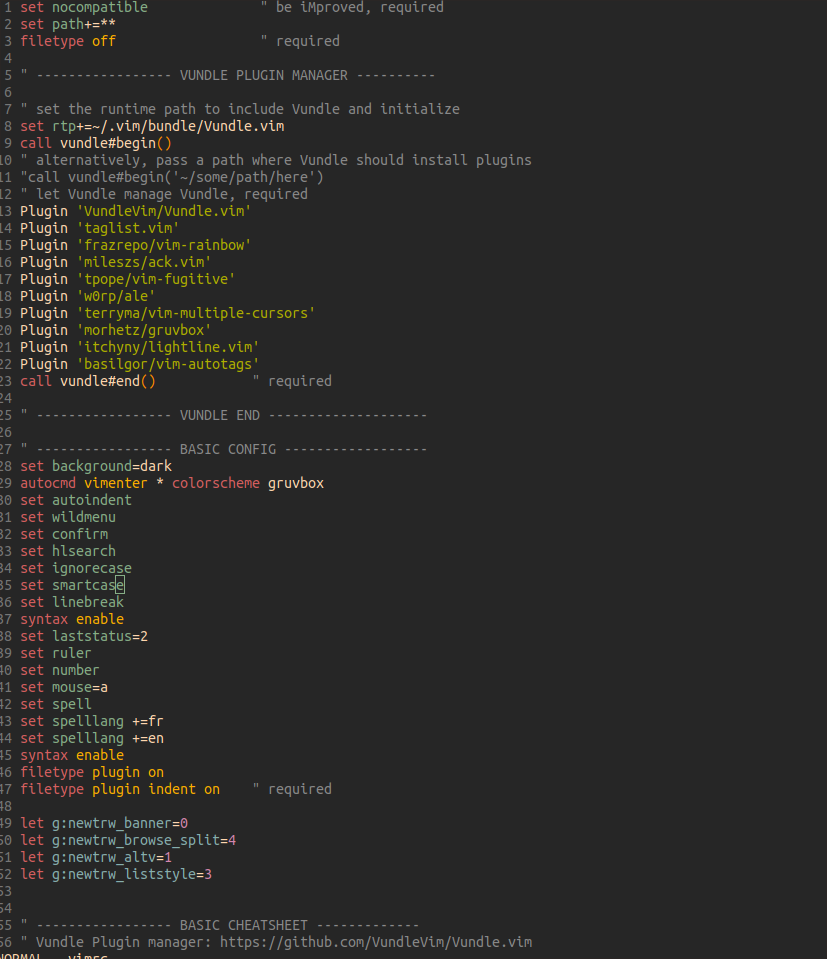 1 set nocompatible              " be iMproved, required
2 set path+=**
3 filetype off                  " required
4
5 " ----------------- VUNDLE PLUGIN MANAGER ----------
6
7 " set the runtime path to include Vundle and initialize
8 set rtp+=~/.vim/bundle/Vundle.vim
9 call vundle#begin()
10 " alternatively, pass a path where Vundle should install plugins
11 "call vundle#begin('~/some/path/here')
12 " let Vundle manage Vundle, required
13 Plugin 'VundleVim/Vundle.vim'
14 Plugin 'taglist.vim'
15 Plugin 'frazrepo/vim-rainbow'
16 Plugin 'mileszs/ack.vim'
17 Plugin 'tpope/vim-fugitive'
18 Plugin 'w0rp/ale'
19 Plugin 'terryma/vim-multiple-cursors'
20 Plugin 'morhetz/gruvbox'
21 Plugin 'itchyny/lightline.vim'
22 Plugin 'basilgor/vim-autotags'
23 call vundle#end()            " required
24
25 " ----------------- VUNDLE END --------------------
26
27 " ----------------- BASIC CONFIG ------------------
28 set background=dark
29 autocmd vimenter * colorscheme gruvbox
30 set autoindent
31 set wildmenu
32 set confirm
33 set hlsearch
34 set ignorecase
35 set smartcase
36 set linebreak
37 syntax enable
38 set laststatus=2
39 set ruler
40 set number
41 set mouse=a
42 set spell
43 set spelllang +=fr
44 set spelllang +=en
45 syntax enable
46 filetype plugin on
47 filetype plugin indent on    " required
48
49 let g:newtrw_banner=0
50 let g:newtrw_browse_split=4
51 let g:newtrw_altv=1
52 let g:newtrw_liststyle=3
53
54
55 " ----------------- BASIC CHEATSHEET -------------
56 " Vundle Plugin manager: https://github.com/VundleVim/Vundle.vim
NORMAL  .vimrc